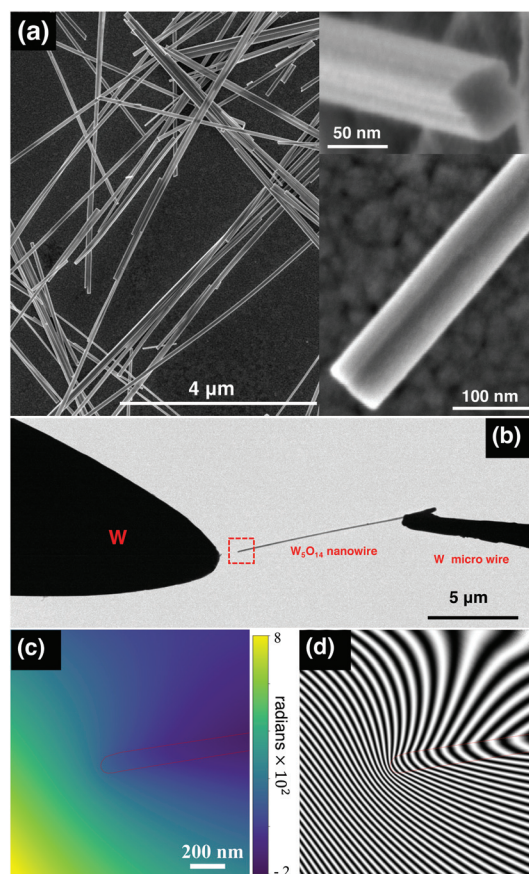 (a)
50 nm
4 μm
100 nm
(b)
W
W₅O₁₄ nanowire
W micro wire
5 μm
(c)
8
radians × 10²
-2
200 nm
(d)